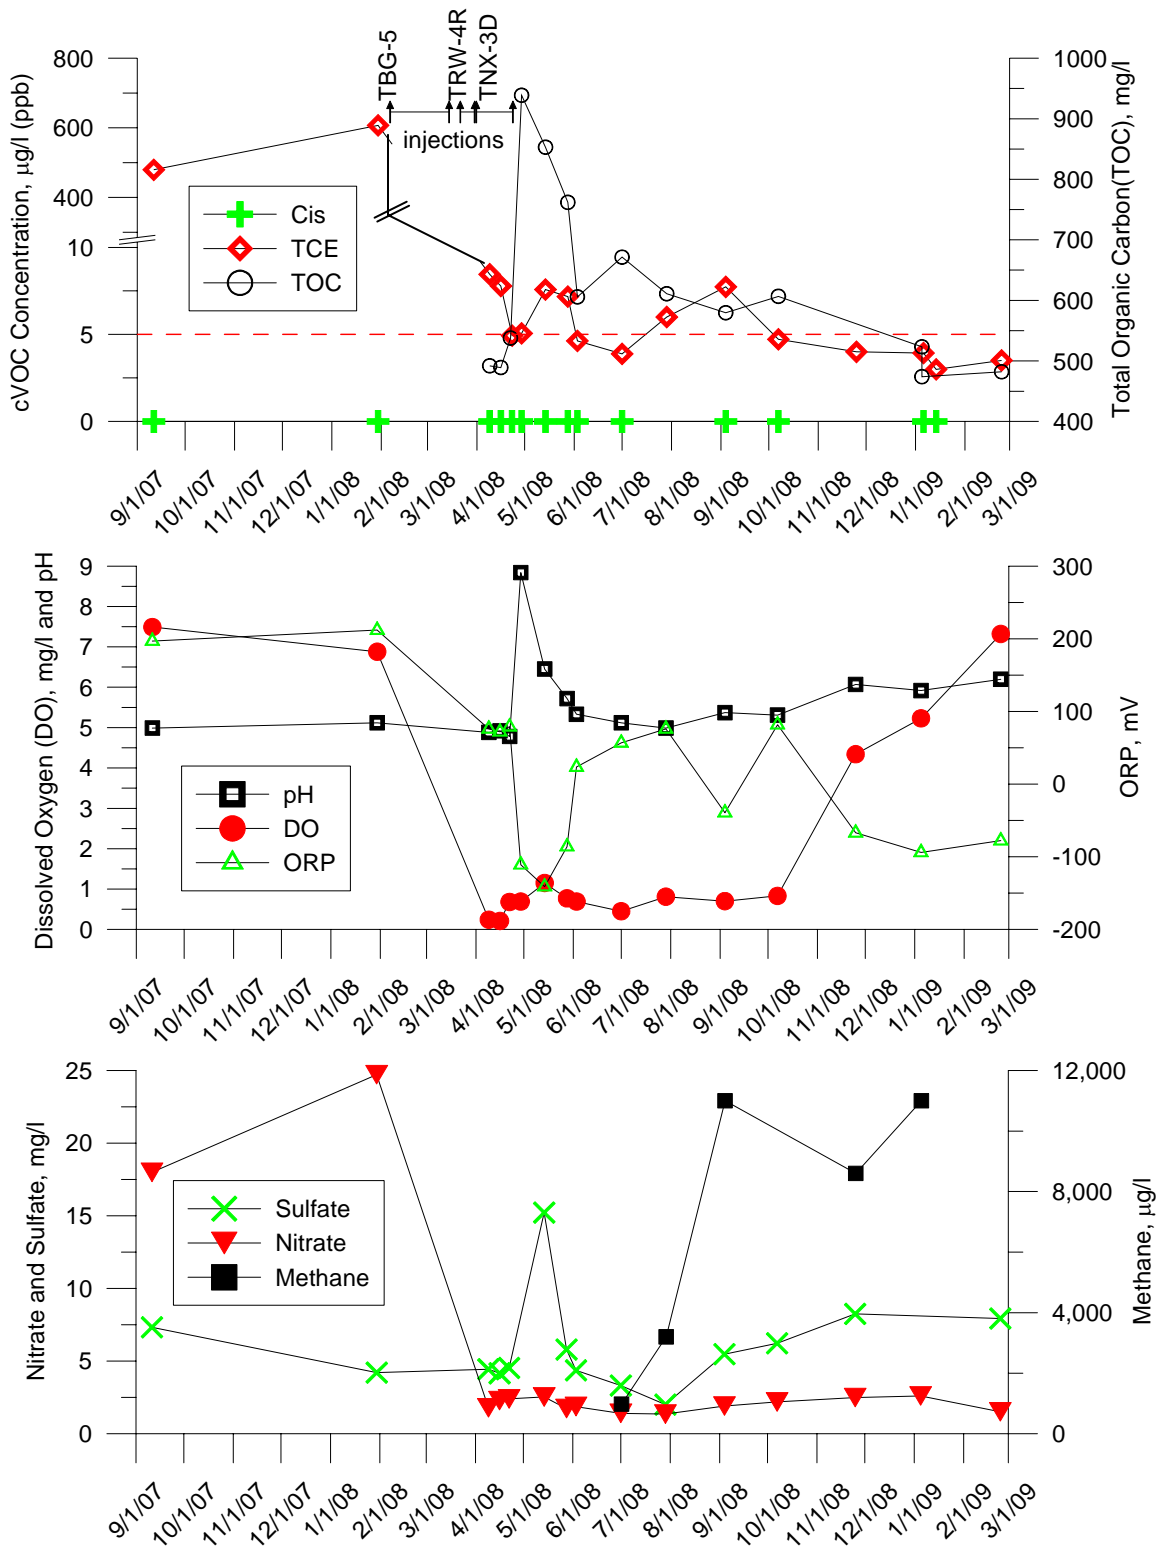 TBG-5
TRW-4R
TNX-3D
injections
cVOC Concentration, µg/l (ppb)
800
600
400
10
5
0
Cis
TCE
TOC
1000
900
800
700
600
500
400
Total Organic Carbon(TOC), mg/l
9/1/07 10/1/07 11/1/07 12/1/07 1/1/08 2/1/08 3/1/08 4/1/08 5/1/08 6/1/08 7/1/08 8/1/08 9/1/08 10/1/08 11/1/08 12/1/08 1/1/09 2/1/09 3/1/09
Dissolved Oxygen (DO), mg/l and pH
9
8
7
6
5
4
3
2
1
0
pH
DO
ORP
300
200
100
0
-100
-200
ORP, mV
9/1/07 10/1/07 11/1/07 12/1/07 1/1/08 2/1/08 3/1/08 4/1/08 5/1/08 6/1/08 7/1/08 8/1/08 9/1/08 10/1/08 11/1/08 12/1/08 1/1/09 2/1/09 3/1/09
Nitrate and Sulfate, mg/l
25
20
15
10
5
0
Sulfate
Nitrate
Methane
12,000
8,000
4,000
0
Methane, µg/l
9/1/07 10/1/07 11/1/07 12/1/07 1/1/08 2/1/08 3/1/08 4/1/08 5/1/08 6/1/08 7/1/08 8/1/08 9/1/08 10/1/08 11/1/08 12/1/08 1/1/09 2/1/09 3/1/09